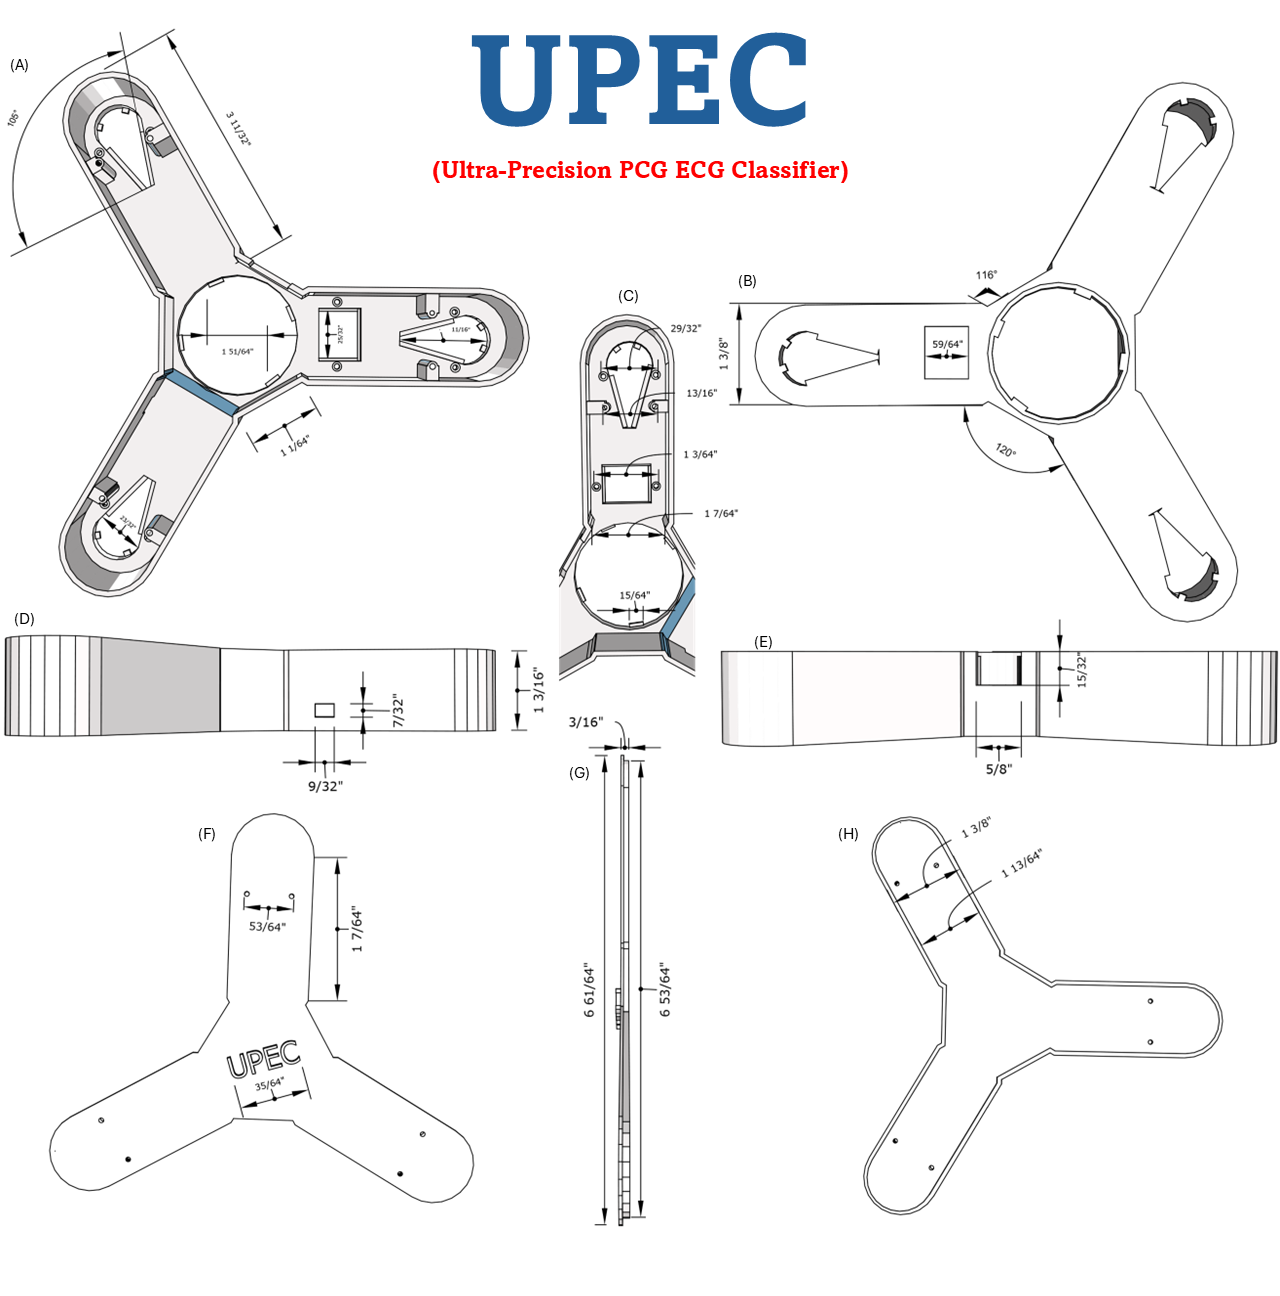 UPEC
(Ultra-Precision PCG ECG Classifier)
(A)
105°
3 11/32"
1 51/64"
25/32"
11/16"
1 1/64"
23/32"
(B)
116°
1 3/8"
59/64"
120°
(C)
29/32"
13/16"
1 3/64"
1 7/64"
15/64"
(D)
1 3/16"
7/32"
9/32"
(E)
15/32"
5/8"
(F)
53/64"
1 7/64"
UPEC
35/64"
(G)
3/16"
6 61/64"
6 53/64"
(H)
1 3/8"
1 13/64"